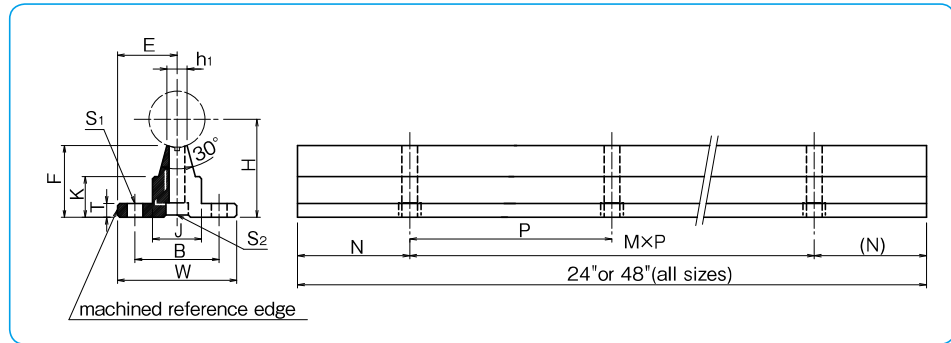 E
h1
S1
30°
F
K
T
H
J
S2
B
W
machined reference edge
N
P
M×P
(N)
24"or 48"(all sizes)